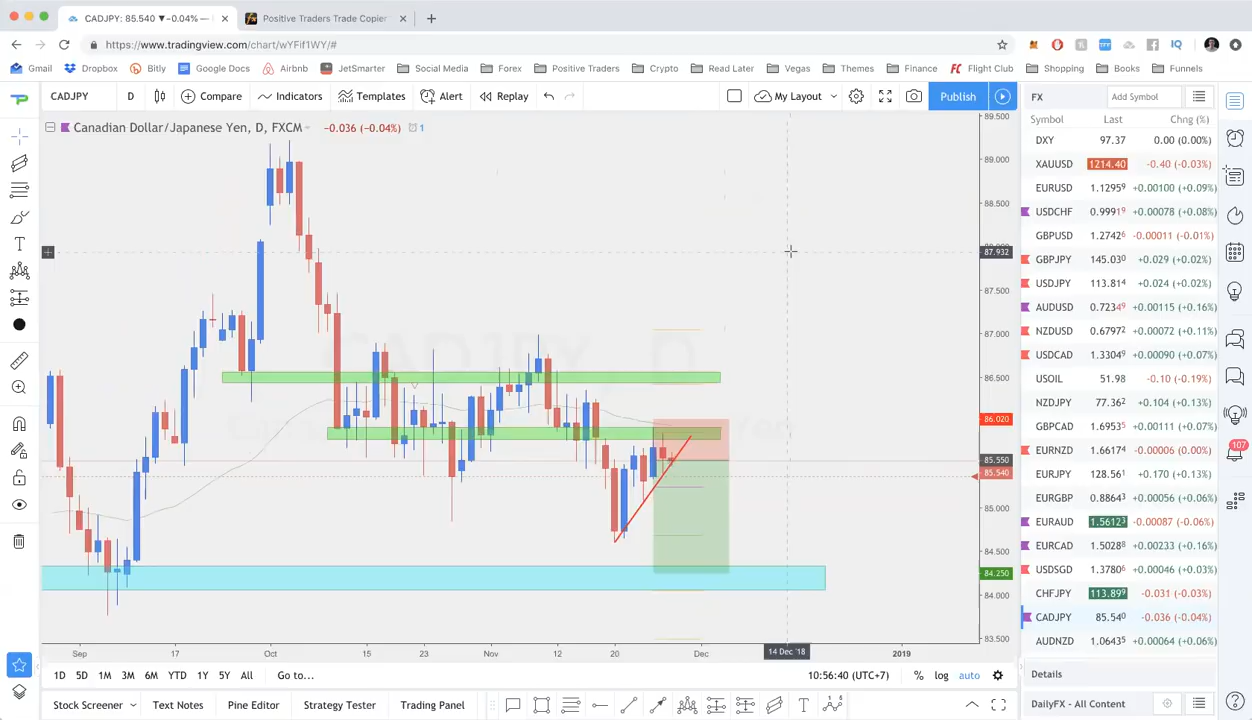 CADJPY: 85.540 ▼-0.04% —
Positive Traders Trade Copier
https://www.tradingview.com/chart/wYFif1WY/#
Gmail Dropbox Bitly Google Docs Airbnb JetSmarter Social Media Forex Positive Traders Crypto Read Later Vegas Themes Finance Flight Club Shopping Books Funnels
CADJPY D Compare Indicators Templates Alert Replay My Layout Publish
FX Add Symbol
Canadian Dollar/Japanese Yen, D, FXCM -0.036 (-0.04%) 1
Symbol Last Chng (%)
DXY 97.37 0.00 (0.00%)
XAUUSD 1214.40 -0.40 (-0.03%)
EURUSD 1.1295⁹ +0.00100 (+0.09%)
USDCHF 0.9991⁹ +0.00078 (+0.08%)
GBPUSD 1.2742⁶ -0.00011 (-0.01%)
GBPJPY 145.03⁰ +0.029 (+0.02%)
USDJPY 113.81⁴ +0.024 (+0.02%)
AUDUSD 0.7234⁹ +0.00115 (+0.16%)
NZDUSD 0.6797² +0.00072 (+0.11%)
USDCAD 1.3304⁹ +0.00090 (+0.07%)
USOIL 51.98 -0.10 (-0.19%)
NZDJPY 77.36² +0.104 (+0.13%)
GBPCAD 1.6953⁵ +0.00111 (+0.07%)
EURNZD 1.6617⁴ -0.00006 (0.00%)
EURJPY 128.56¹ +0.170 (+0.13%)
EURGBP 0.8864³ +0.00056 (+0.06%)
EURAUD 1.5612³ -0.00087 (-0.06%)
EURCAD 1.5028⁸ +0.00233 (+0.16%)
USDSGD 1.3780⁶ +0.00046 (+0.03%)
CHFJPY 113.89⁹ -0.031 (-0.03%)
CADJPY 85.54⁰ -0.036 (-0.04%)
AUDNZD 1.0643⁵ +0.00064 (+0.06%)
107
89.500
89.000
88.500
87.932
87.500
87.000
86.500
86.020
85.550
85.540
85.000
84.500
84.250
84.000
83.500
CADJPY, D
Sep 17 Oct 15 23 Nov 12 20 Dec 14 Dec '18 2019
1D 5D 1M 3M 6M YTD 1Y 5Y All Go to... 10:56:40 (UTC+7) % log auto
Details
Stock Screener Text Notes Pine Editor Strategy Tester Trading Panel
DailyFX - All Content